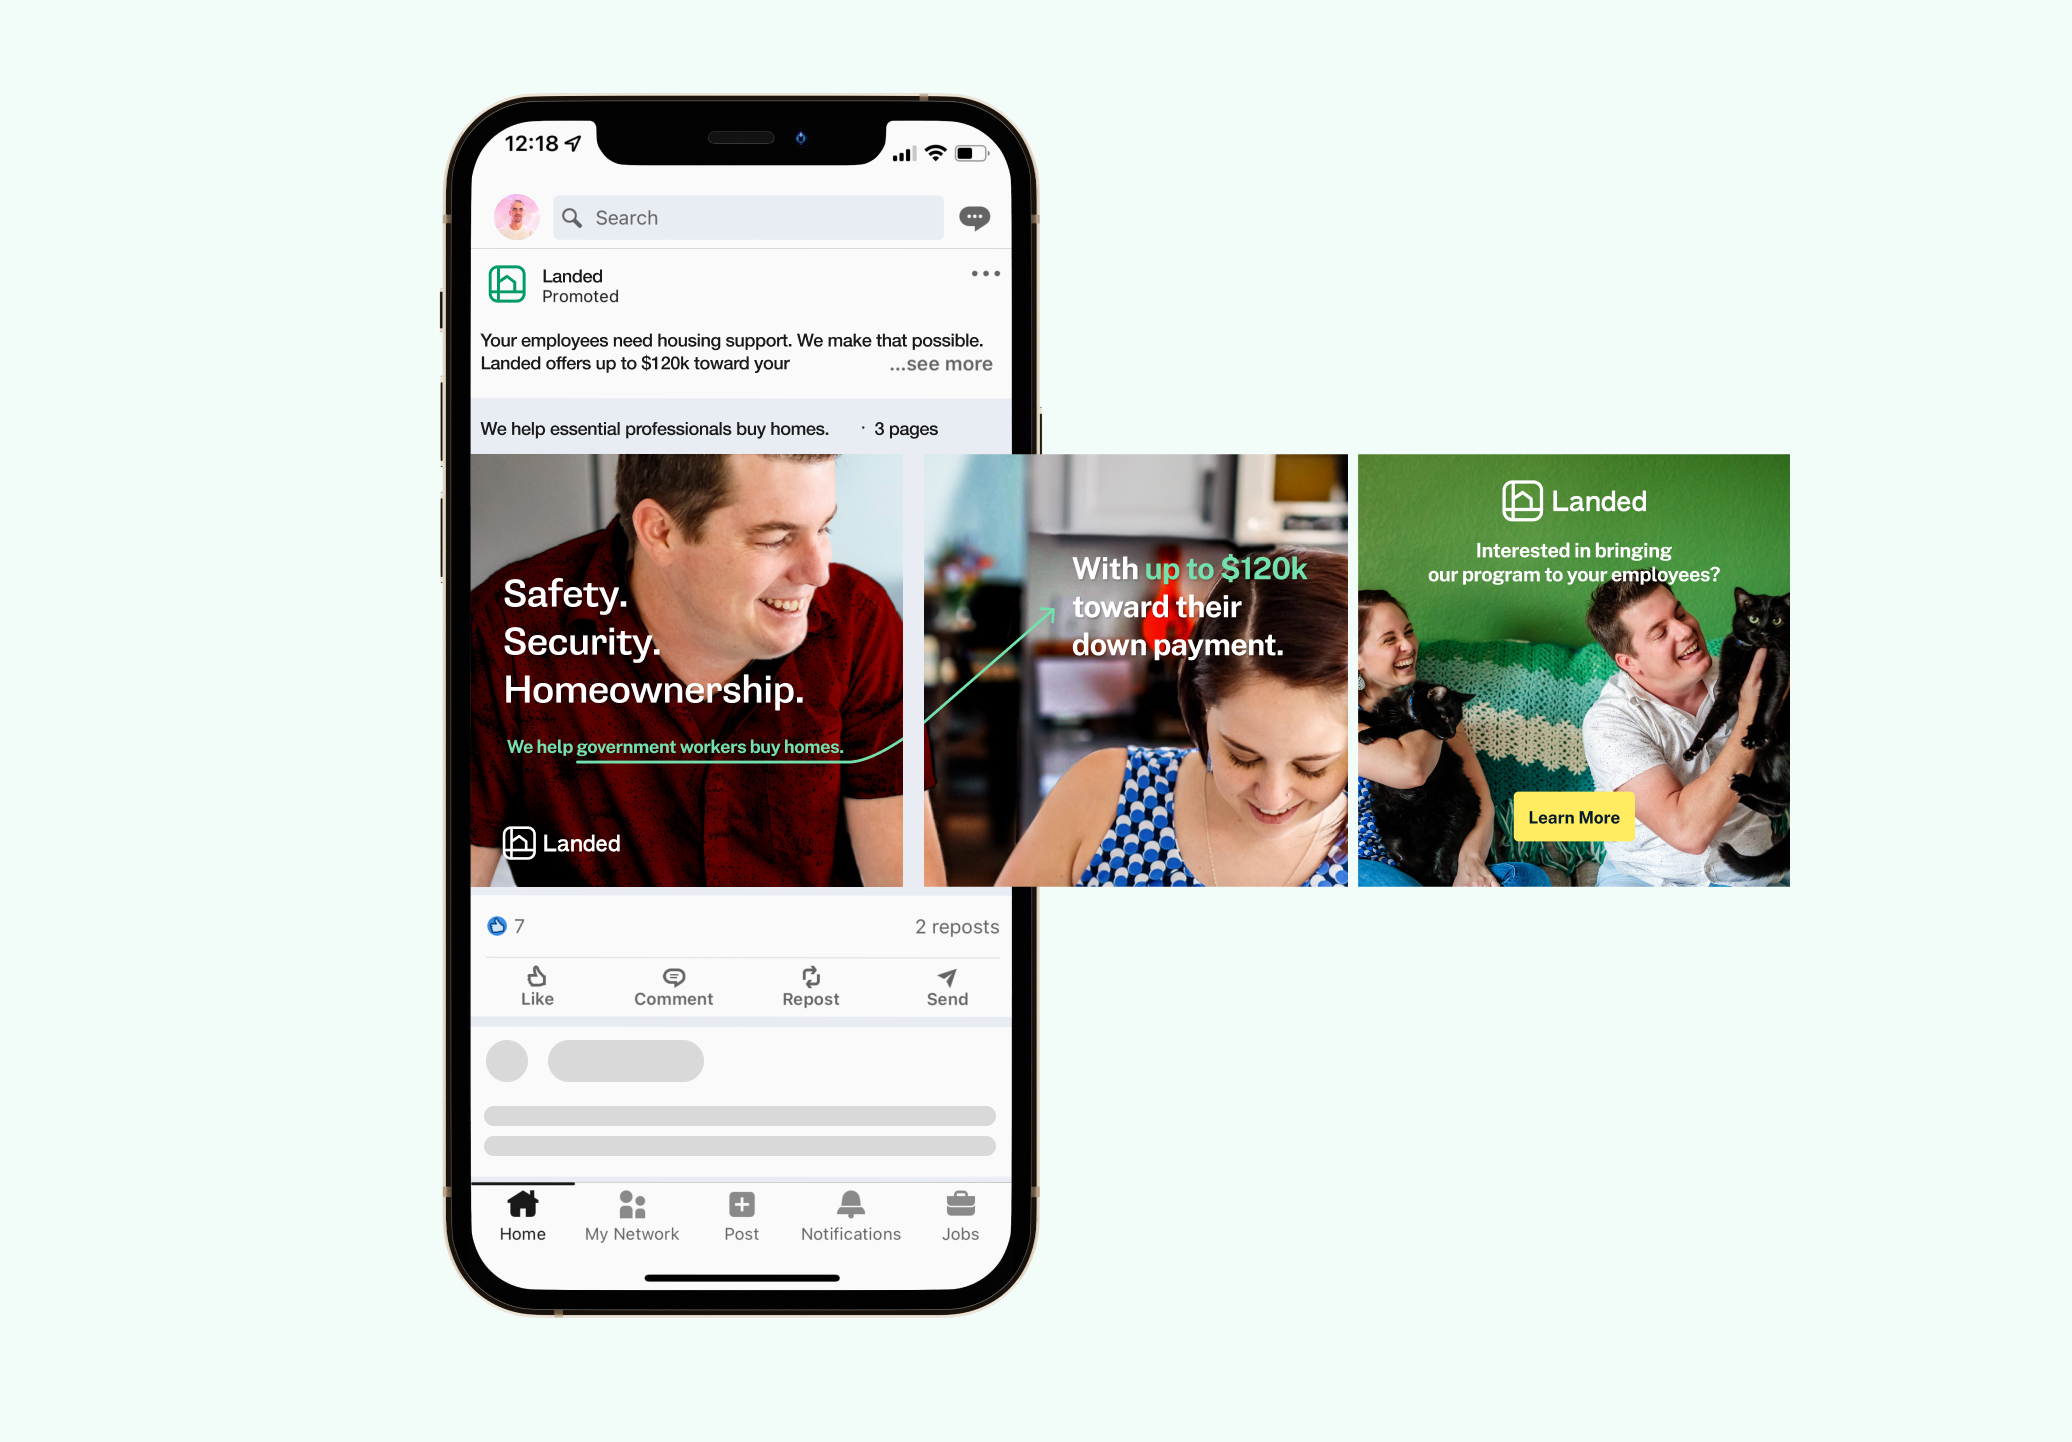 12:18
Search
Landed
Promoted
Your employees need housing support. We make that possible.
Landed offers up to $120k toward your ...see more
We help essential professionals buy homes. · 3 pages
Safety.
Security.
Homeownership.
We help government workers buy homes.
Landed
With up to $120k
toward their
down payment.
Landed
Interested in bringing
our program to your employees?
Learn More
7
2 reposts
Like
Comment
Repost
Send
Home
My Network
Post
Notifications
Jobs